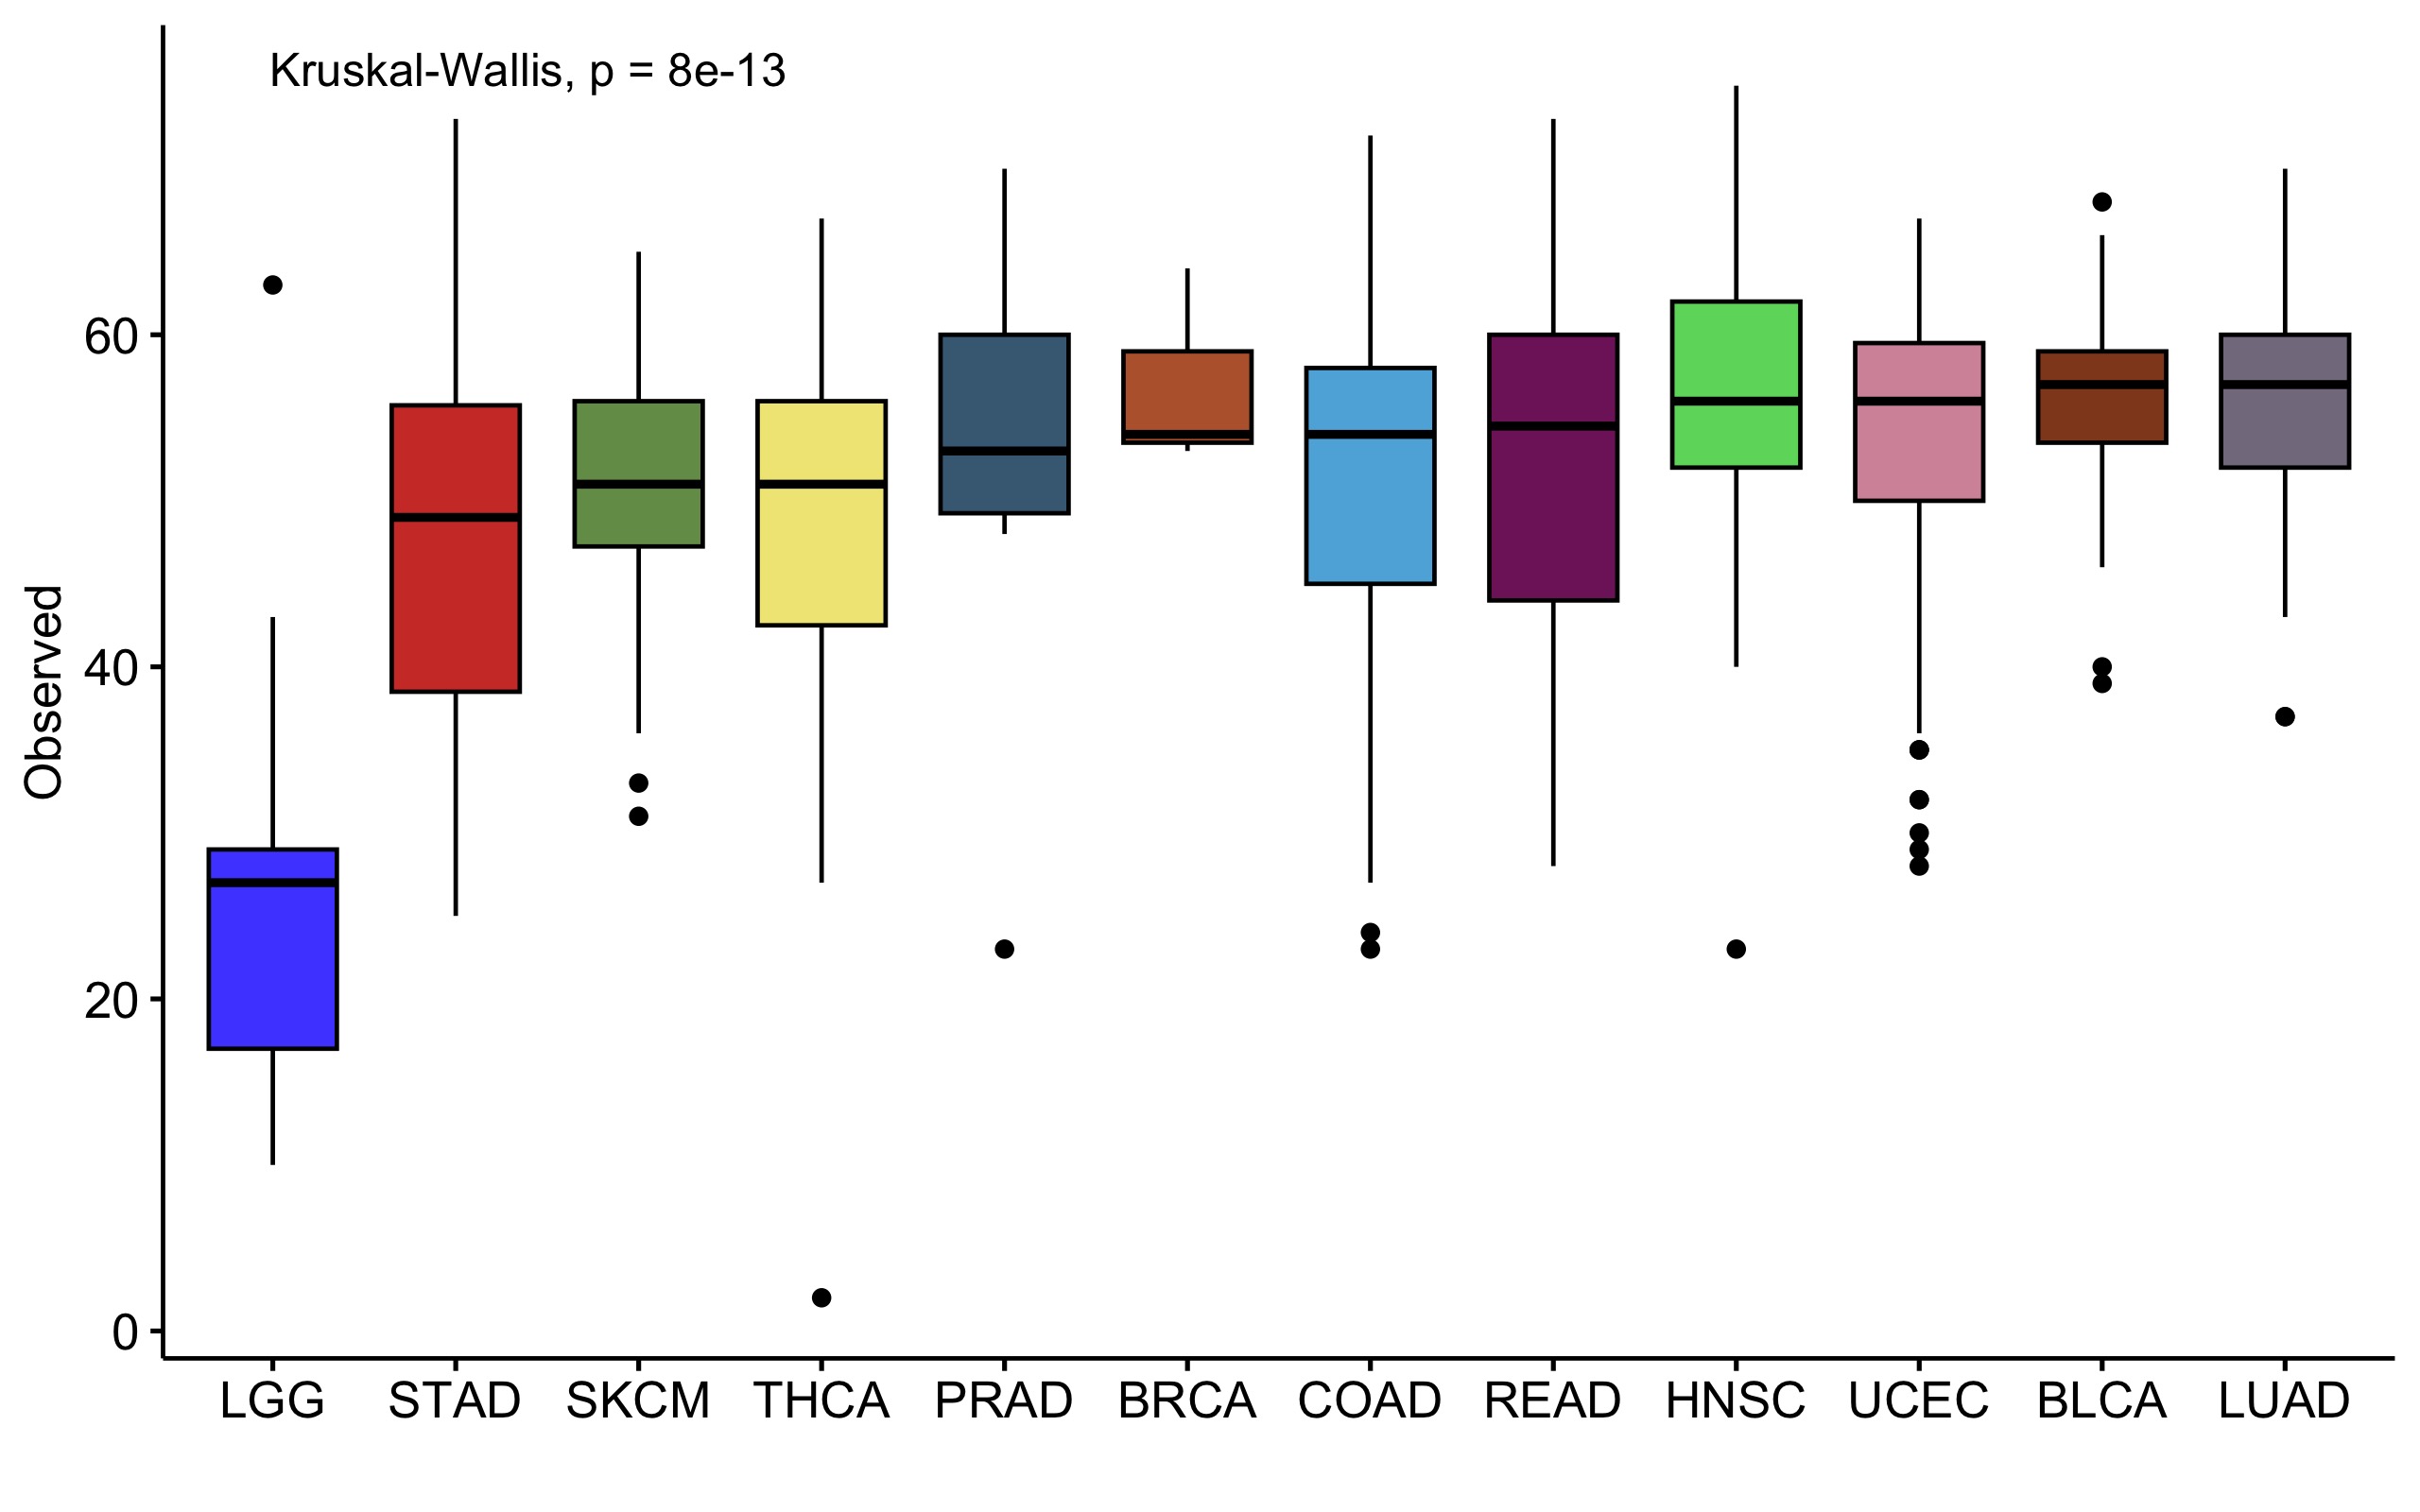 Kruskal-Wallis, p = 8e-13
Observed
60
40
20
0
LGG STAD SKCM THCA PRAD BRCA COAD READ HNSC UCEC BLCA LUAD